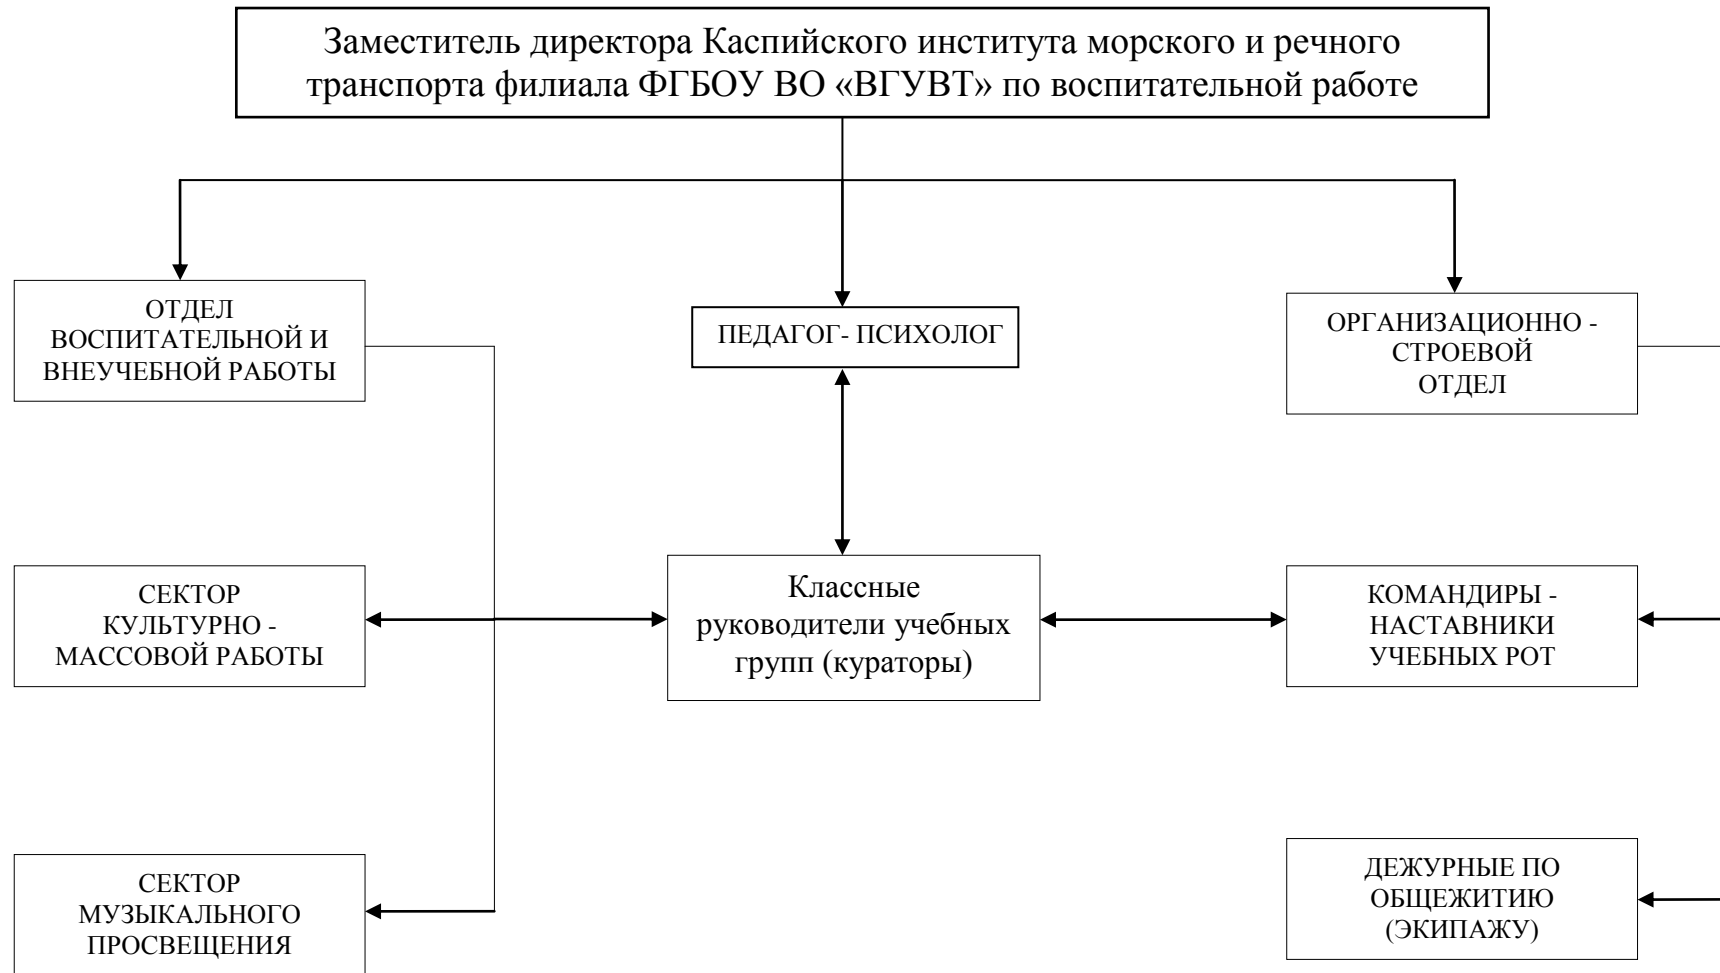 Заместитель директора Каспийского института морского и речного
транспорта филиала ФГБОУ ВО «ВГУВТ» по воспитательной работе
ОТДЕЛ
ВОСПИТАТЕЛЬНОЙ И
ВНЕУЧЕБНОЙ РАБОТЫ
ПЕДАГОГ- ПСИХОЛОГ
ОРГАНИЗАЦИОННО -
СТРОЕВОЙ
ОТДЕЛ
СЕКТОР
КУЛЬТУРНО -
МАССОВОЙ РАБОТЫ
Классные
руководители учебных
групп (кураторы)
КОМАНДИРЫ -
НАСТАВНИКИ
УЧЕБНЫХ РОТ
СЕКТОР
МУЗЫКАЛЬНОГО
ПРОСВЕЩЕНИЯ
ДЕЖУРНЫЕ ПО
ОБЩЕЖИТИЮ
(ЭКИПАЖУ)